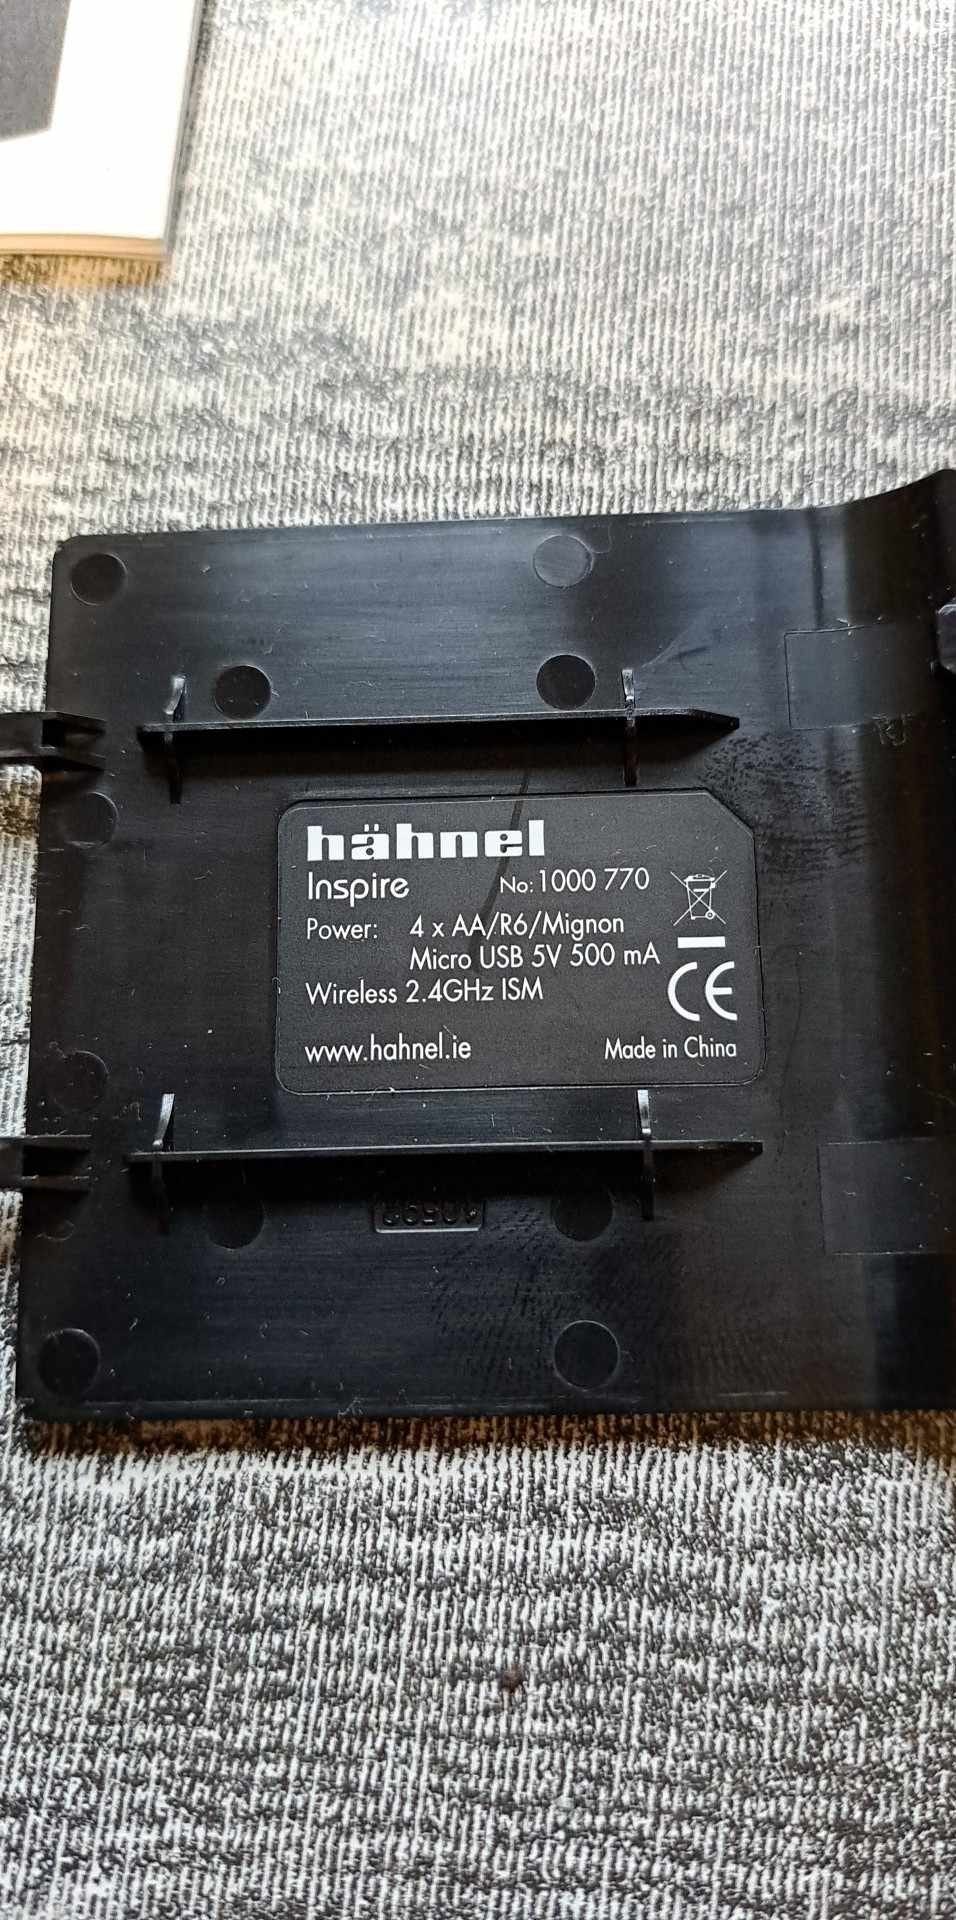 hähnel
Inspire No: 1000 770
Power: 4 x AA/R6/Mignon
Micro USB 5V 500 mA
Wireless 2.4GHz ISM
CE
www.hahnel.ie Made in China